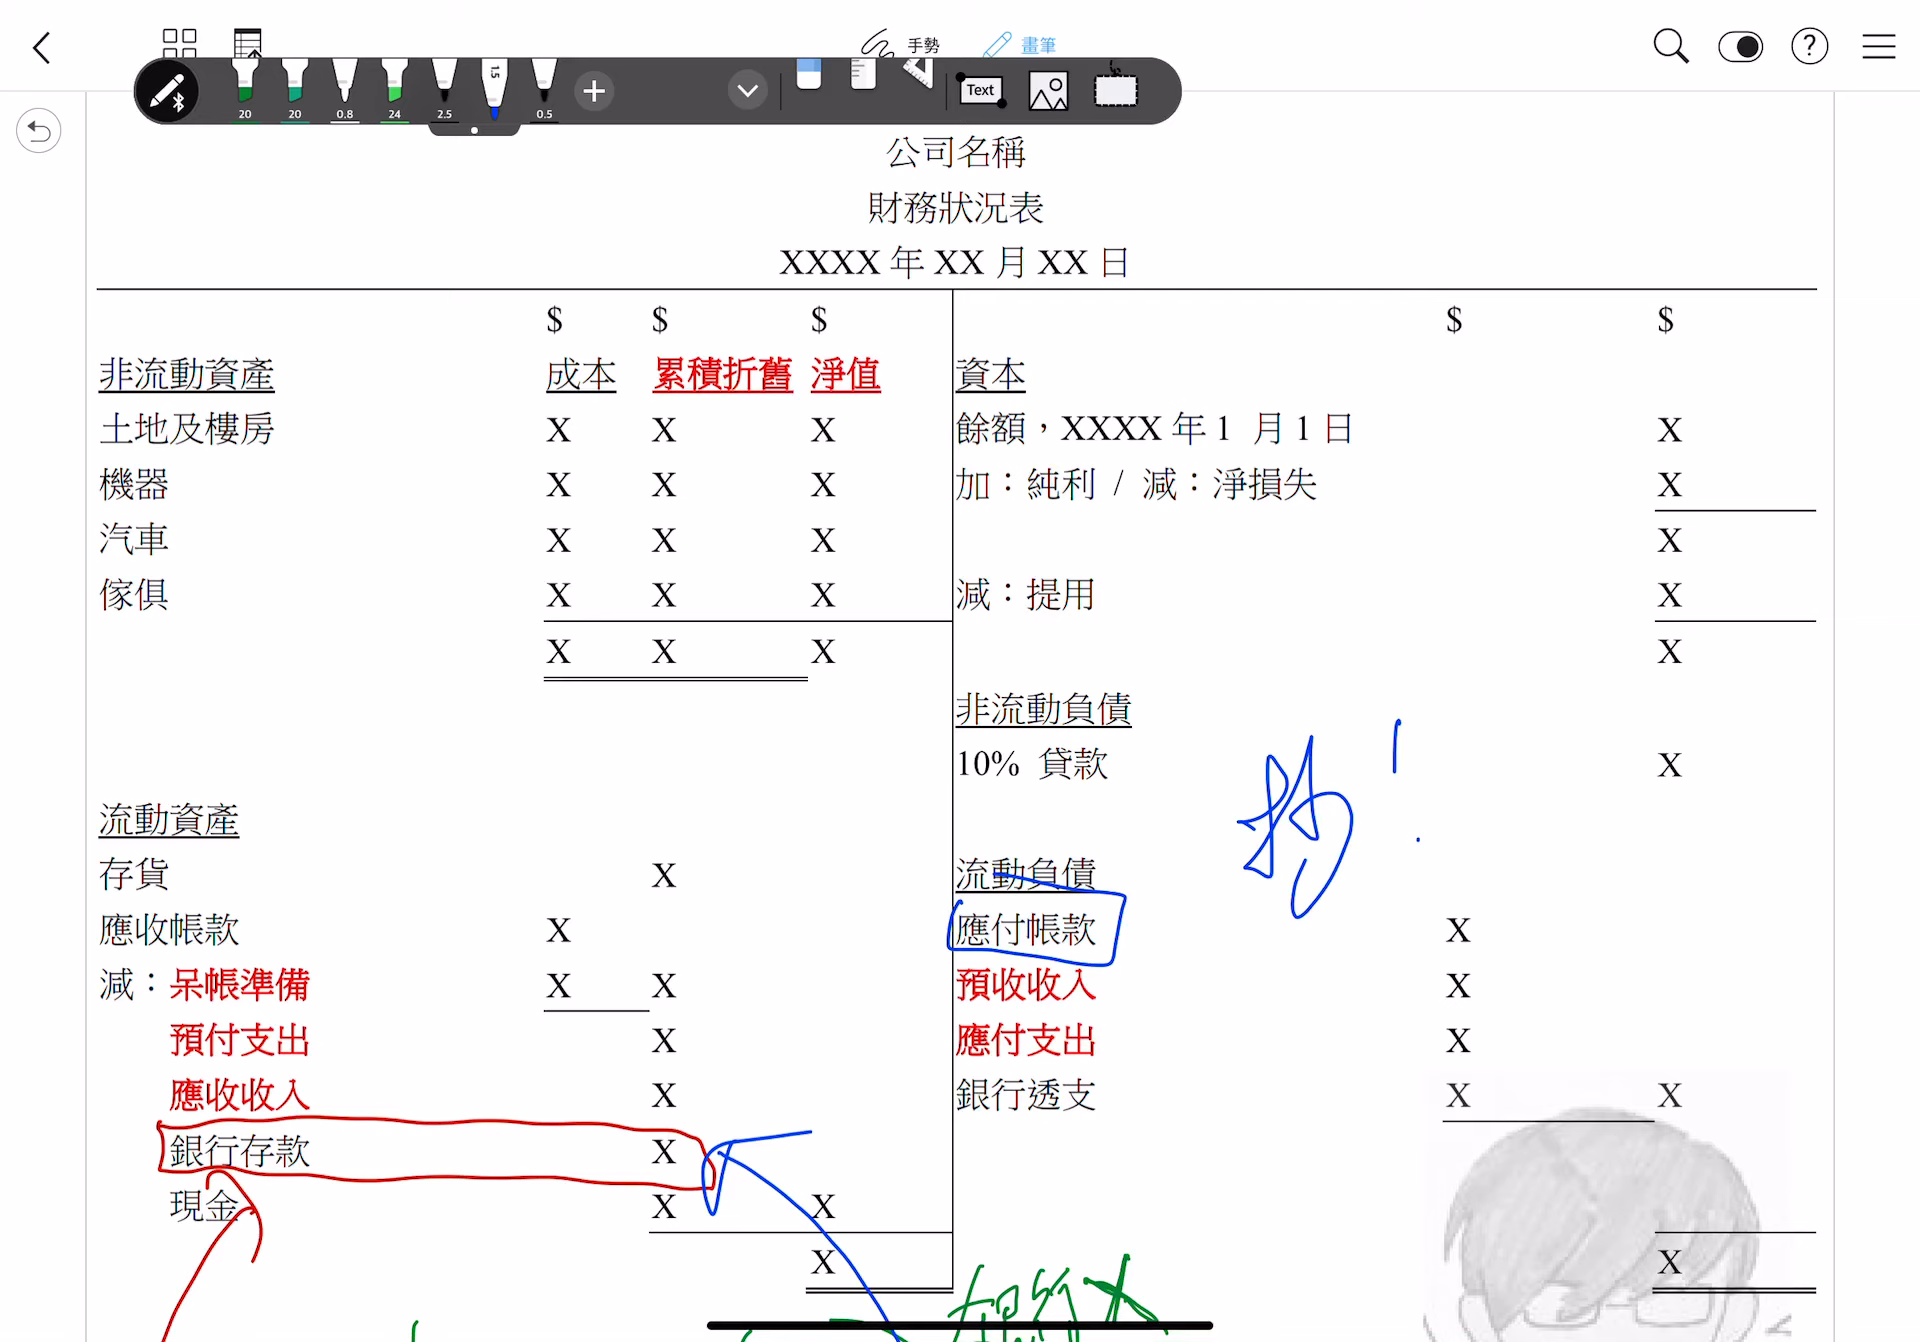 手勢 畫筆
20 20 0.8 24 2.5 1.5 0.5 Text
公司名稱
財務狀況表
XXXX 年 XX 月 XX 日
$ $ $ $ $
非流動資產 成本 累積折舊 淨值 資本
土地及樓房 X X X 餘額，XXXX 年 1 月 1 日 X
機器 X X X 加：純利 / 減：淨損失 X
汽車 X X X X
傢俱 X X X 減：提用 X
X X X X
非流動負債
10% 貸款 X
流動資產
存貨 X 流動負債
應收帳款 X 應付帳款 X
減：呆帳準備 X X 預收收入 X
預付支出 X 應付支出 X
應收收入 X 銀行透支 X X
銀行存款 X
現金 X X
X X
抄!